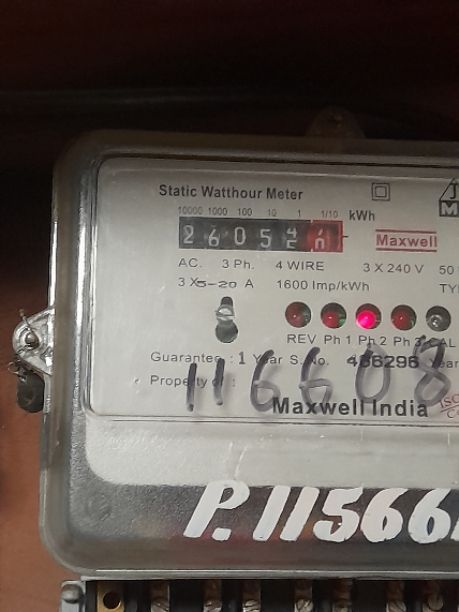 Static Watthour Meter
10000 1000 100 10 1 1/10 kWh
2605
Maxwell
AC. 3 Ph. 4 WIRE 3 X 240 V 50
3 X 5-20 A 1600 Imp/kWh
REV Ph 1 Ph 2 Ph 3 CAL
Guarantee : 1 Year S. No. 486296
Property of :
116608
Maxwell India
P.11566